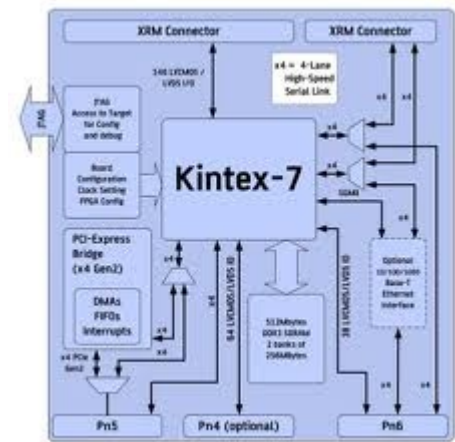 XRM Connector
XRM Connector
146 LVCMOS /
LVDS I/O
x4 = 4-Lane
High-Speed
Serial Link
x4
x4
JTAG
JTAG
Access to Target
for Config
and debug
Kintex-7
x4
x4
Board
Configuration
Clock Setting
FPGA Config
SGMII
x4
PCI-Express
Bridge
(x4 Gen2)
x4
x4
64 LVCMOS/LVDS IO
38 LVCMOS/LVDS IO
Optional
10/100/1000
Base-T
Ethernet
Interface
DMAs
FIFOs
Interrupts
x4
512Mbytes
DDR3 SDRAM
2 banks of
256MBytes
x4 PCIe
Gen2
x4
x4
x4
Pn5
Pn4 (optional)
Pn6